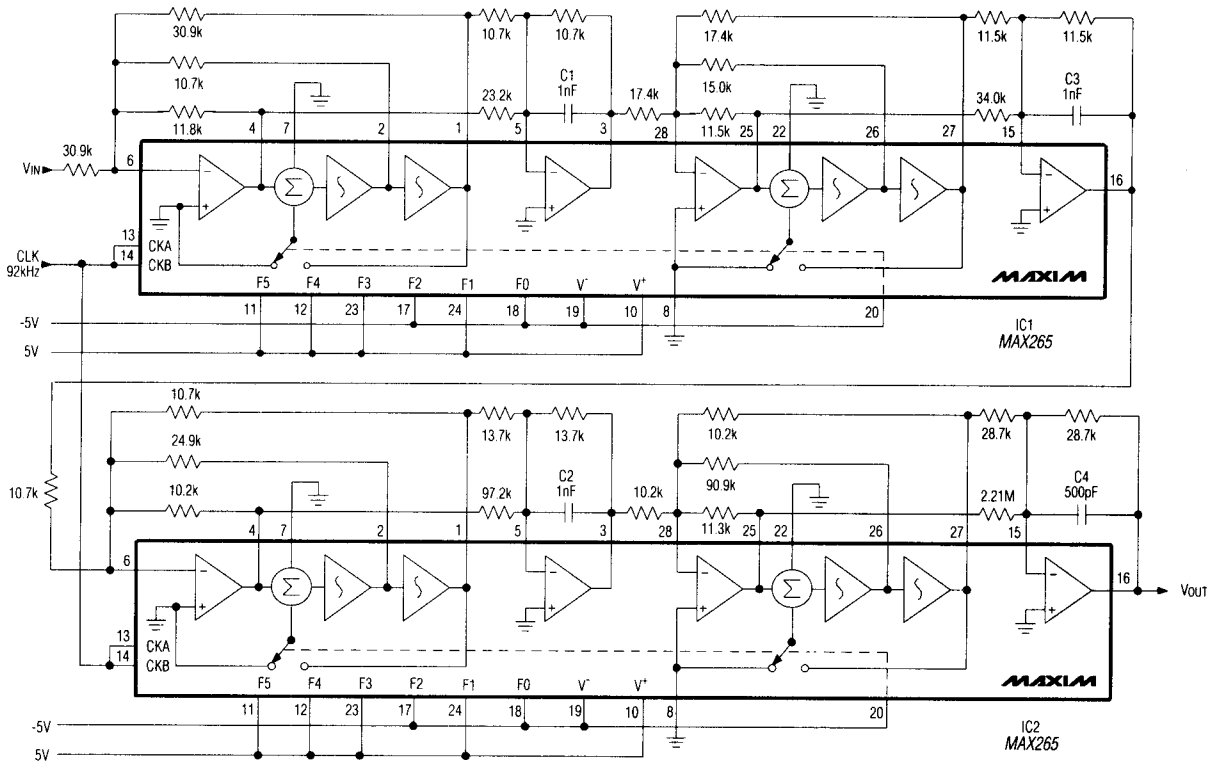 30.9k
10.7k
11.8k
4
7
2
1
10.7k
10.7k
23.2k
C1
1nF
5
3
17.4k
28
17.4k
15.0k
11.5k
25
22
26
27
11.5k
11.5k
34.0k
C3
1nF
15
16
VIN
30.9k
6
−
+
Σ
∫
∫
−
+
−
+
Σ
∫
∫
−
+
CLK
92kHz
13
14
CKA
CKB
F5
F4
F3
F2
F1
F0
V-
V+
MAXIM
11
12
23
17
24
18
19
10
8
20
-5V
5V
IC1
MAX265
10.7k
24.9k
10.2k
4
7
2
1
13.7k
13.7k
97.2k
C2
1nF
5
3
10.2k
28
10.2k
90.9k
11.3k
25
22
26
27
28.7k
28.7k
2.21M
C4
500pF
15
16
VOUT
10.7k
6
−
+
Σ
∫
∫
−
+
−
+
Σ
∫
∫
−
+
13
14
CKA
CKB
F5
F4
F3
F2
F1
F0
V-
V+
MAXIM
11
12
23
17
24
18
19
10
8
20
-5V
5V
IC2
MAX265